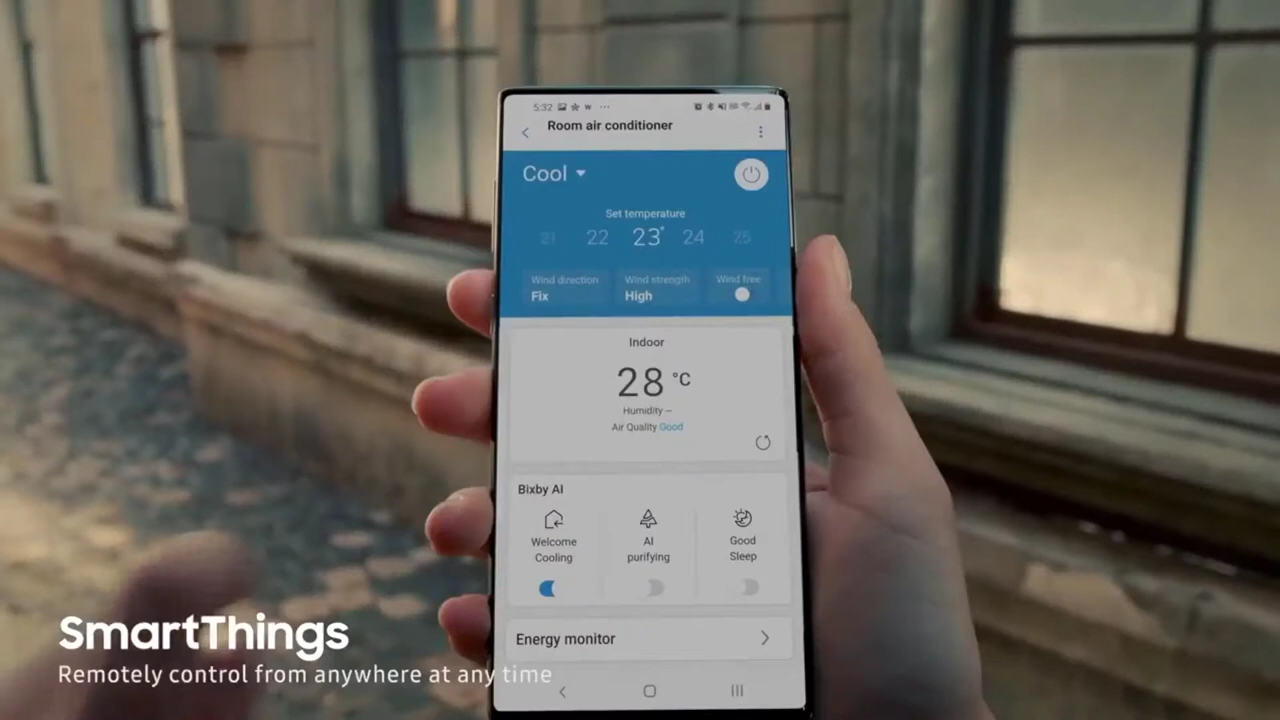 5:32
Room air conditioner
Cool
Set temperature
21 22 23° 24 25
Wind direction Wind strength Wind free
Fix High
Indoor
28 °C
Humidity –
Air Quality Good
Bixby AI
Welcome Cooling
AI purifying
Good Sleep
Energy monitor
SmartThings
Remotely control from anywhere at any time